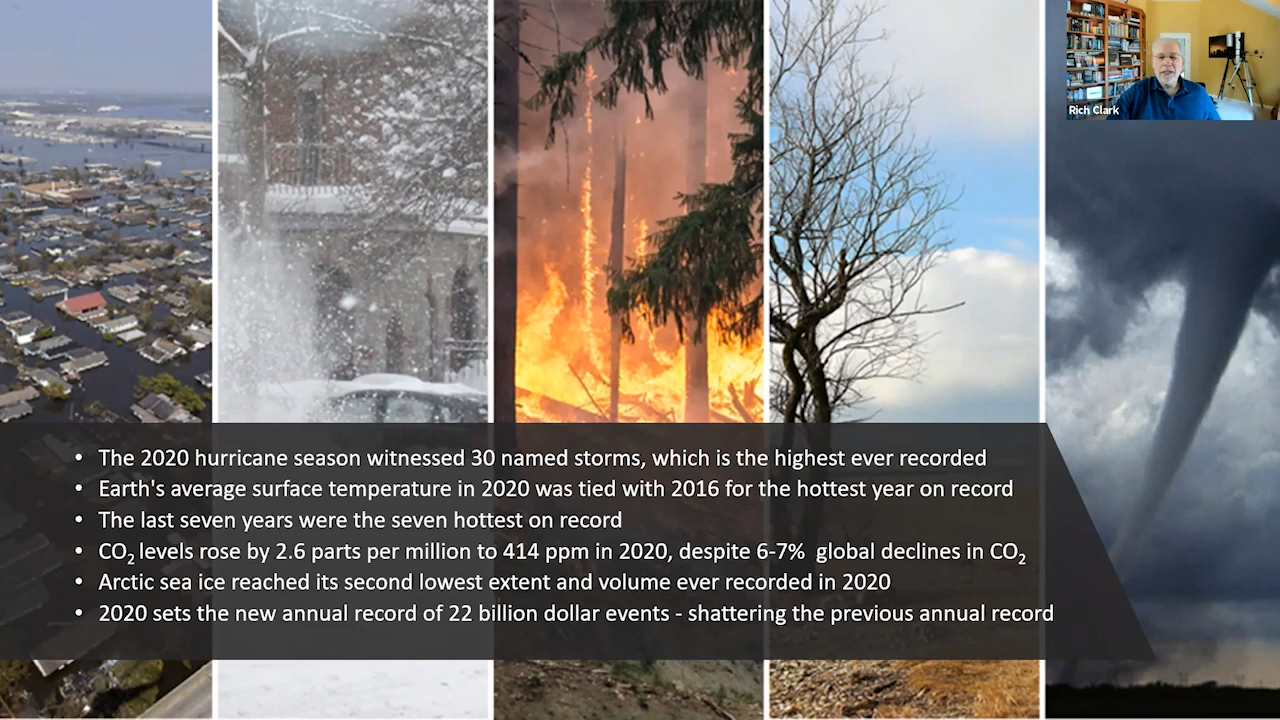 Rich Clark
• The 2020 hurricane season witnessed 30 named storms, which is the highest ever recorded
• Earth's average surface temperature in 2020 was tied with 2016 for the hottest year on record
• The last seven years were the seven hottest on record
• CO₂ levels rose by 2.6 parts per million to 414 ppm in 2020, despite 6-7% global declines in CO₂
• Arctic sea ice reached its second lowest extent and volume ever recorded in 2020
• 2020 sets the new annual record of 22 billion dollar events - shattering the previous annual record